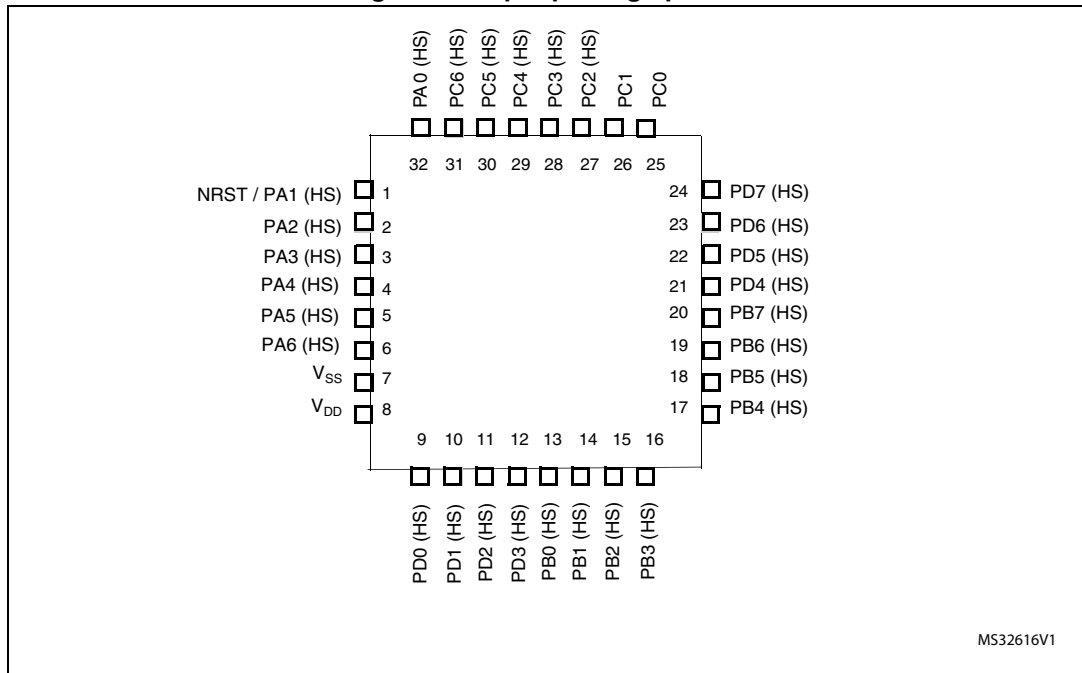 PA0 (HS)
PC6 (HS)
PC5 (HS)
PC4 (HS)
PC3 (HS)
PC2 (HS)
PC1
PC0
32 31 30 29 28 27 26 25
NRST / PA1 (HS) 1
PA2 (HS) 2
PA3 (HS) 3
PA4 (HS) 4
PA5 (HS) 5
PA6 (HS) 6
VSS 7
VDD 8
24 PD7 (HS)
23 PD6 (HS)
22 PD5 (HS)
21 PD4 (HS)
20 PB7 (HS)
19 PB6 (HS)
18 PB5 (HS)
17 PB4 (HS)
9 10 11 12 13 14 15 16
PD0 (HS)
PD1 (HS)
PD2 (HS)
PD3 (HS)
PB0 (HS)
PB1 (HS)
PB2 (HS)
PB3 (HS)
MS32616V1